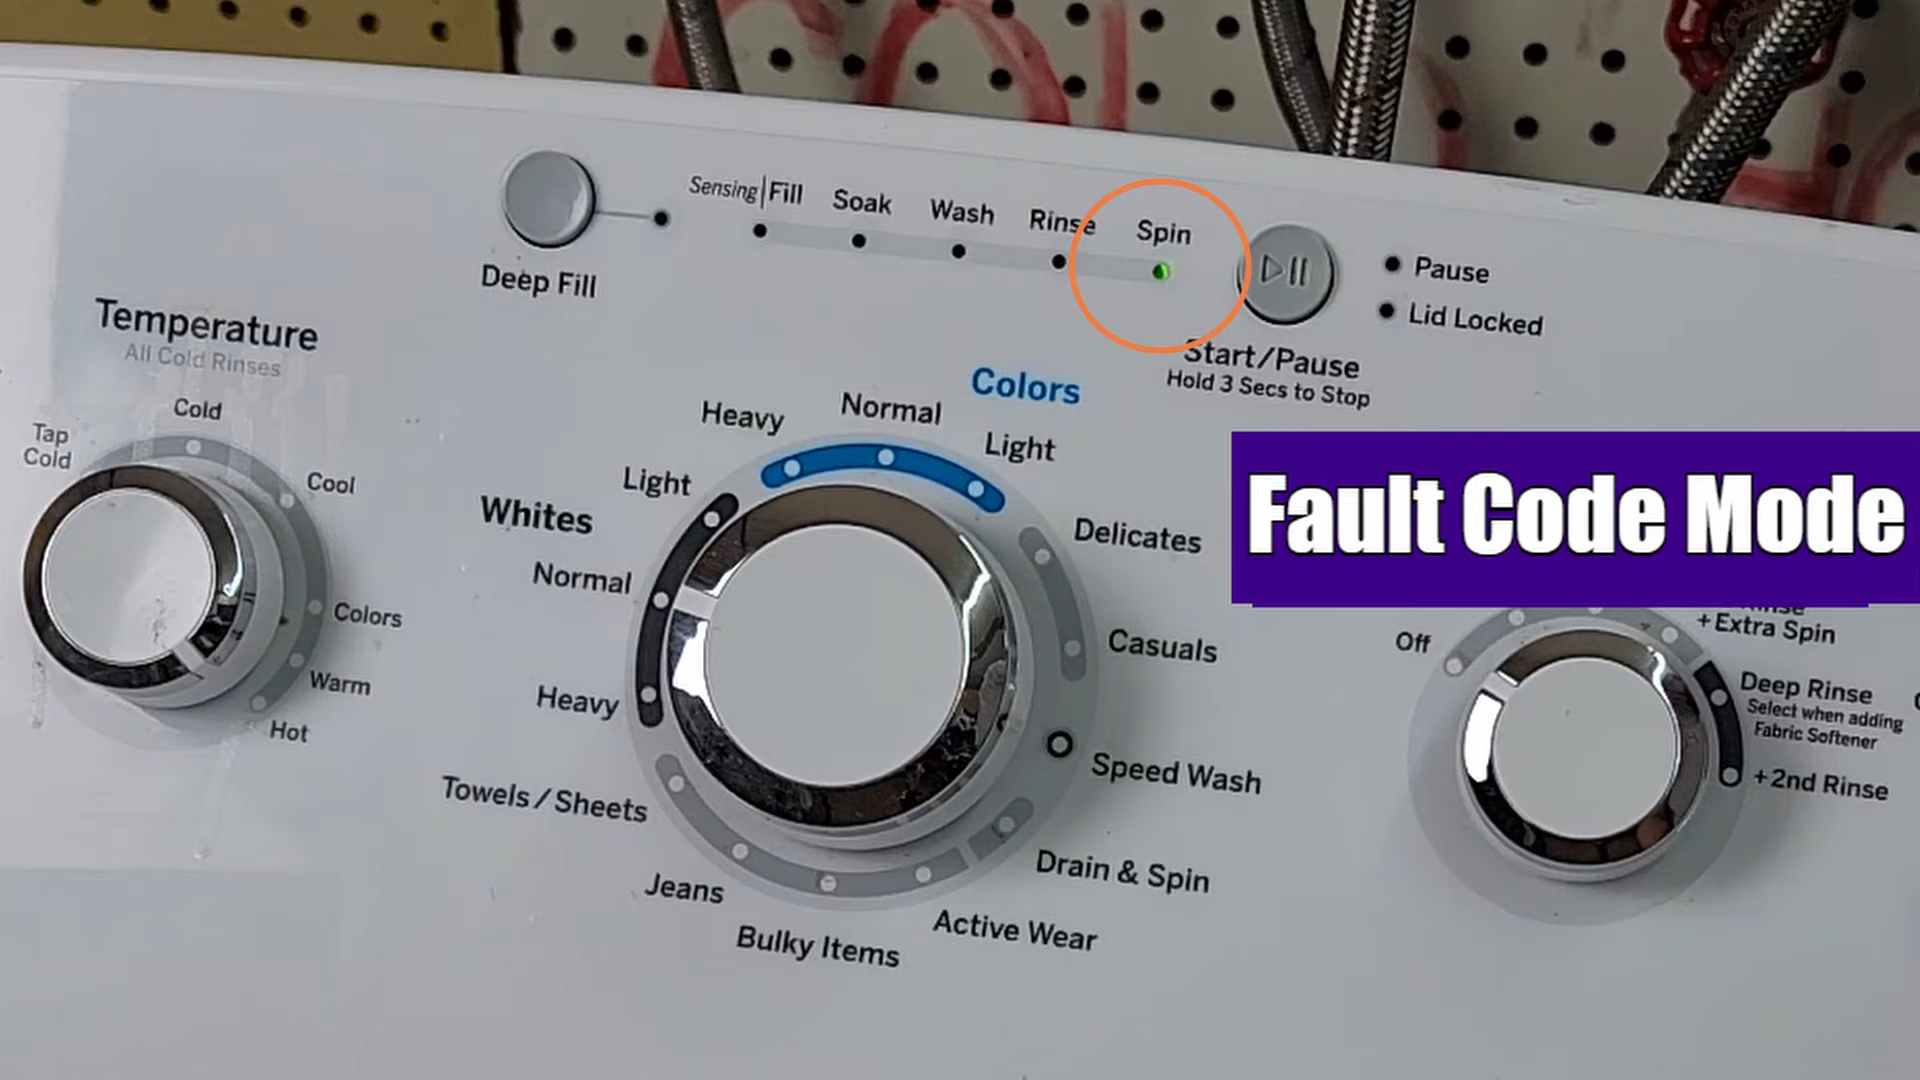 Sensing | Fill
Soak
Wash
Rinse
Spin
Deep Fill
Pause
Lid Locked
Start/Pause
Hold 3 Secs to Stop
Temperature
All Cold Rinses
Tap
Cold
Cold
Cool
Colors
Warm
Hot
Colors
Heavy
Normal
Light
Whites
Light
Normal
Heavy
Towels / Sheets
Jeans
Bulky Items
Active Wear
Drain & Spin
Speed Wash
Casuals
Delicates
Fault Code Mode
Off
+Extra Spin
Deep Rinse
Select when adding
Fabric Softener
+2nd Rinse